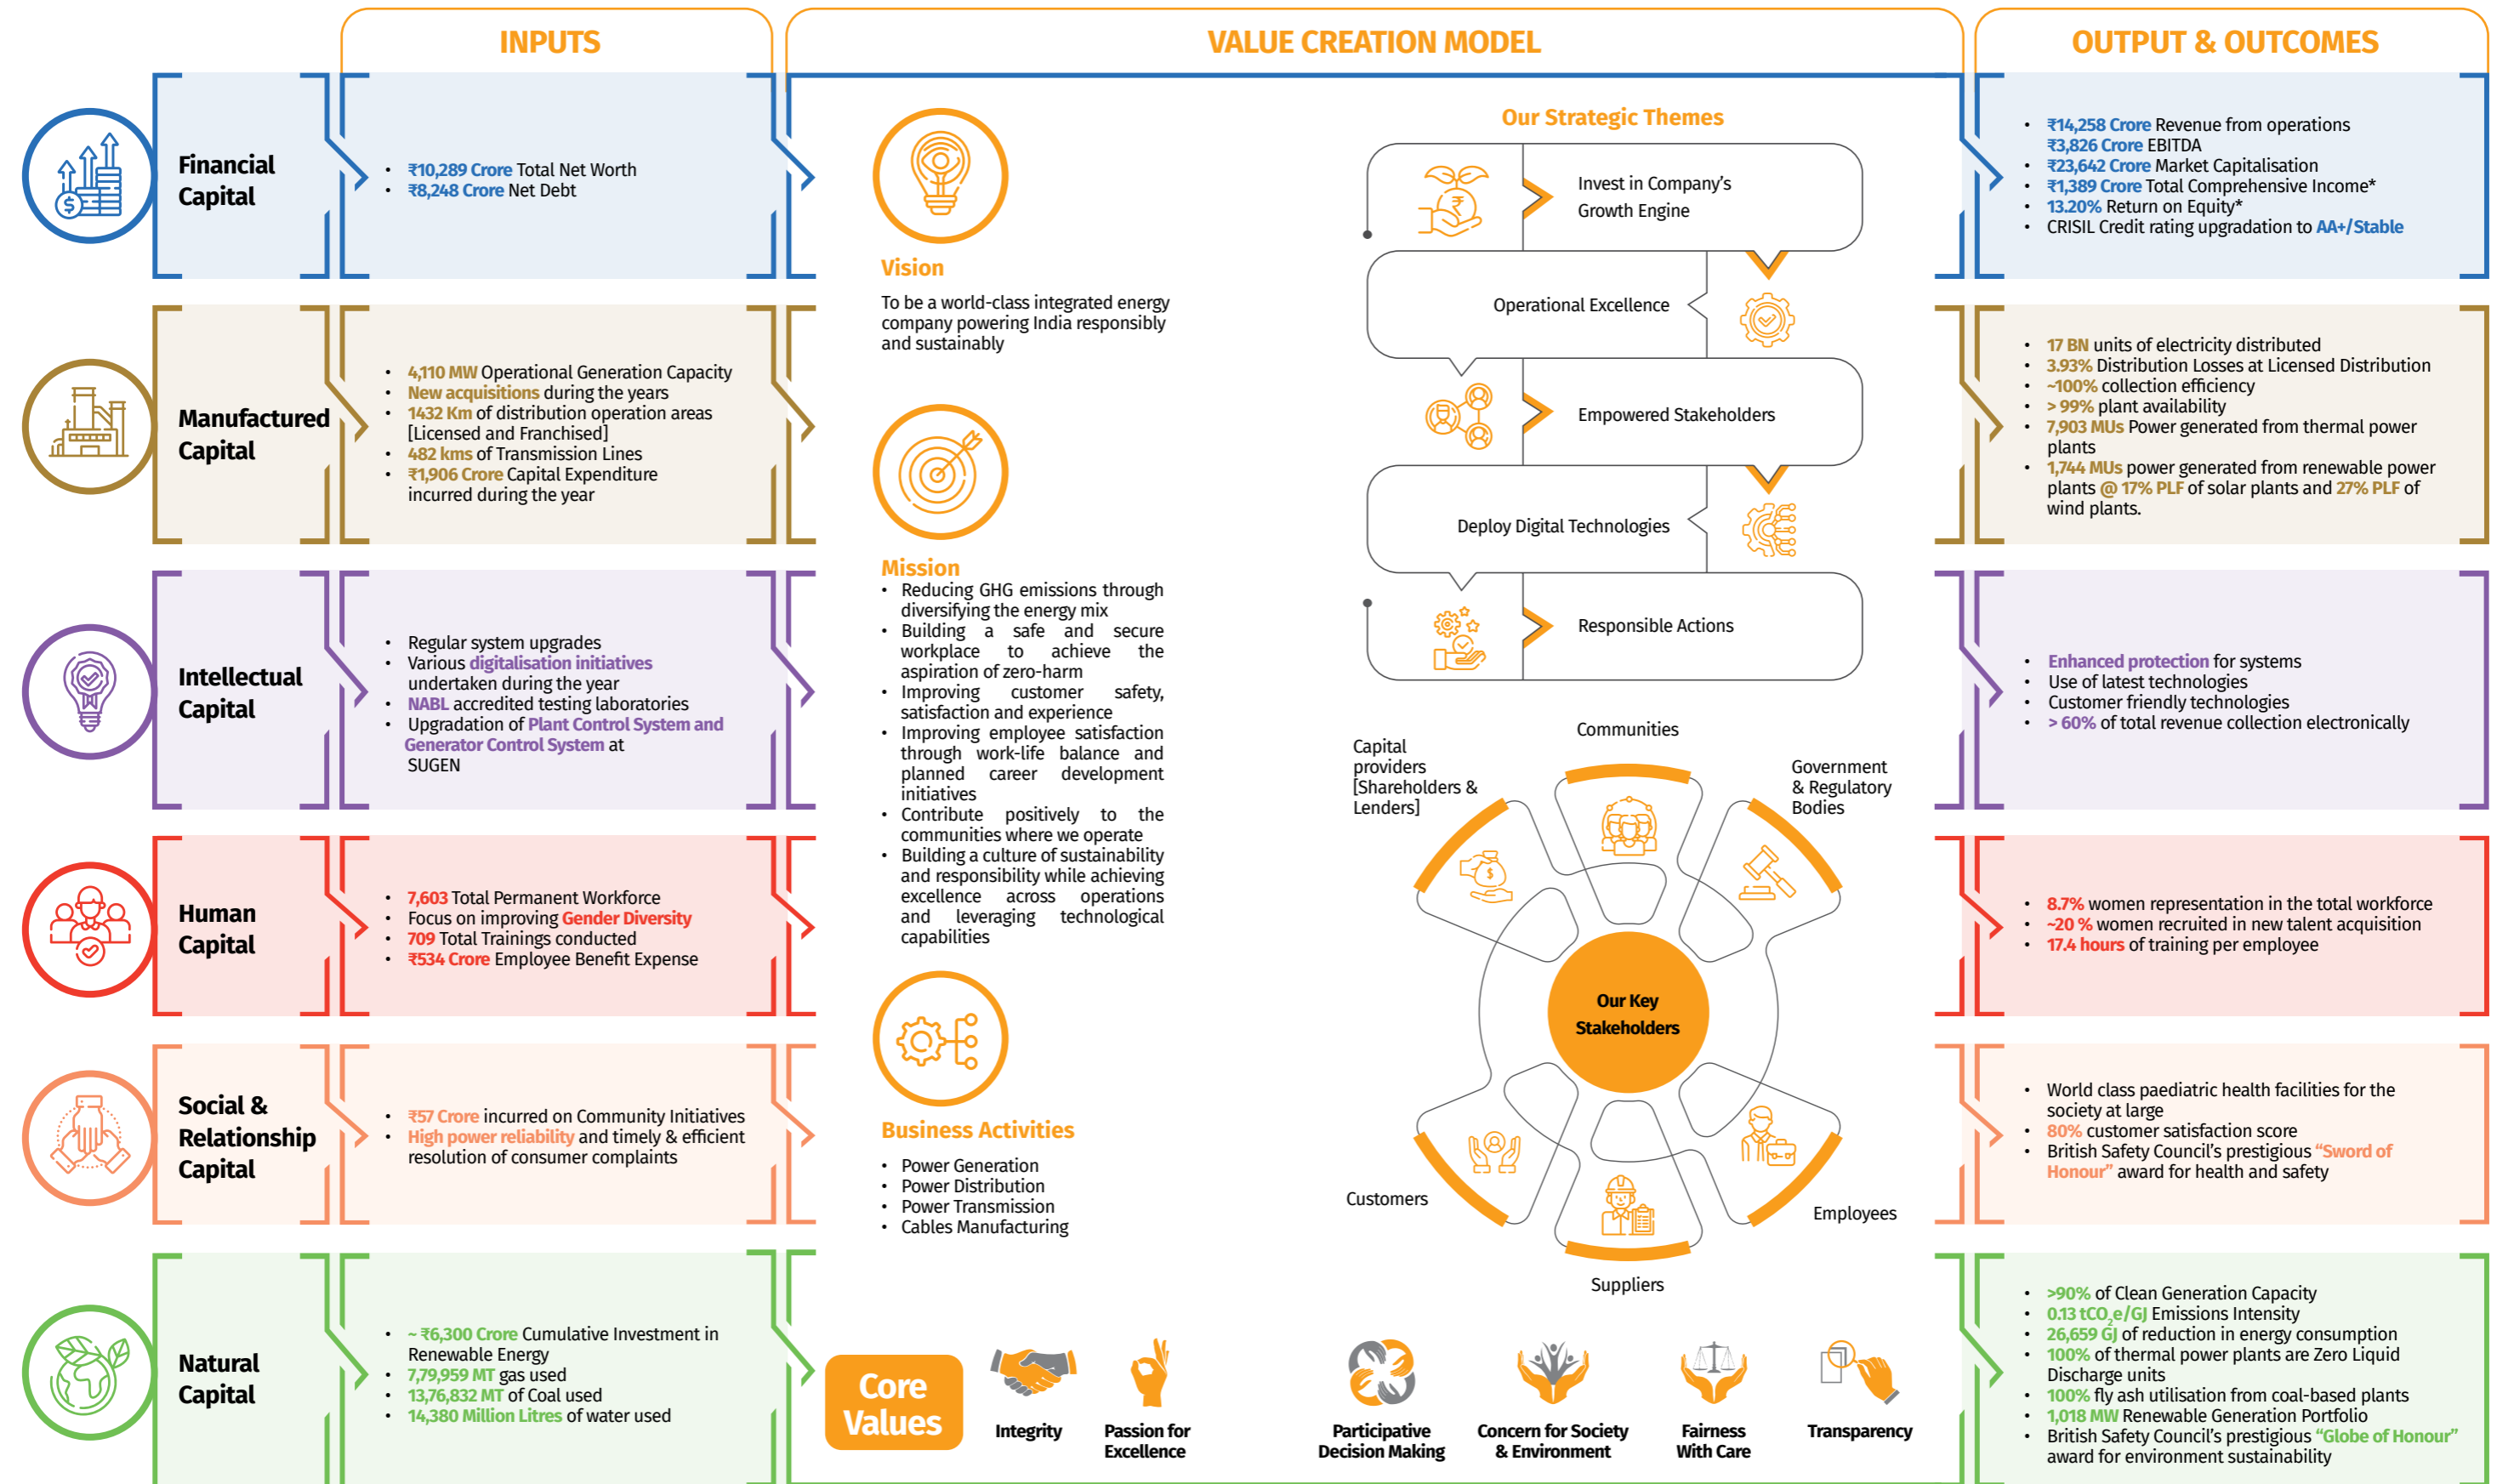 INPUTS
VALUE CREATION MODEL
OUTPUT & OUTCOMES
Financial
Capital
• ₹10,289 Crore Total Net Worth
• ₹8,248 Crore Net Debt
Manufactured
Capital
• 4,110 MW Operational Generation Capacity
• New acquisitions during the years
• 1432 Km of distribution operation areas
[Licensed and Franchised]
• 482 kms of Transmission Lines
• ₹1,906 Crore Capital Expenditure
incurred during the year
Intellectual
Capital
• Regular system upgrades
• Various digitalisation initiatives
undertaken during the year
• NABL accredited testing laboratories
• Upgradation of Plant Control System and
Generator Control System at
SUGEN
Human
Capital
• 7,603 Total Permanent Workforce
• Focus on improving Gender Diversity
• 709 Total Trainings conducted
• ₹534 Crore Employee Benefit Expense
Social &
Relationship
Capital
• ₹57 Crore incurred on Community Initiatives
• High power reliability and timely & efficient
resolution of consumer complaints
Natural
Capital
• ~ ₹6,300 Crore Cumulative Investment in
Renewable Energy
• 7,79,959 MT gas used
• 13,76,832 MT of Coal used
• 14,380 Million Litres of water used
Vision
To be a world-class integrated energy
company powering India responsibly
and sustainably
Mission
• Reducing GHG emissions through
diversifying the energy mix
• Building a safe and secure
workplace to achieve the
aspiration of zero-harm
• Improving customer safety,
satisfaction and experience
• Improving employee satisfaction
through work-life balance and
planned career development
initiatives
• Contribute positively to the
communities where we operate
• Building a culture of sustainability
and responsibility while achieving
excellence across operations
and leveraging technological
capabilities
Business Activities
• Power Generation
• Power Distribution
• Power Transmission
• Cables Manufacturing
Our Strategic Themes
Invest in Company's
Growth Engine
Operational Excellence
Empowered Stakeholders
Deploy Digital Technologies
Responsible Actions
Communities
Capital
providers
[Shareholders &
Lenders]
Government
& Regulatory
Bodies
Our Key
Stakeholders
Customers
Employees
Suppliers
Core
Values
Integrity
Passion for
Excellence
Participative
Decision Making
Concern for Society
& Environment
Fairness
With Care
Transparency
• ₹14,258 Crore Revenue from operations
₹3,826 Crore EBITDA
• ₹23,642 Crore Market Capitalisation
• ₹1,389 Crore Total Comprehensive Income*
• 13.20% Return on Equity*
• CRISIL Credit rating upgradation to AA+/Stable
• 17 BN units of electricity distributed
• 3.93% Distribution Losses at Licensed Distribution
• ~100% collection efficiency
• > 99% plant availability
• 7,903 MUs Power generated from thermal power
plants
• 1,744 MUs power generated from renewable power
plants @ 17% PLF of solar plants and 27% PLF of
wind plants.
• Enhanced protection for systems
• Use of latest technologies
• Customer friendly technologies
• > 60% of total revenue collection electronically
• 8.7% women representation in the total workforce
• ~20 % women recruited in new talent acquisition
• 17.4 hours of training per employee
• World class paediatric health facilities for the
society at large
• 80% customer satisfaction score
• British Safety Council's prestigious “Sword of
Honour” award for health and safety
• >90% of Clean Generation Capacity
• 0.13 tCO₂e/GJ Emissions Intensity
• 26,659 GJ of reduction in energy consumption
• 100% of thermal power plants are Zero Liquid
Discharge units
• 100% fly ash utilisation from coal-based plants
• 1,018 MW Renewable Generation Portfolio
• British Safety Council's prestigious “Globe of Honour”
award for environment sustainability